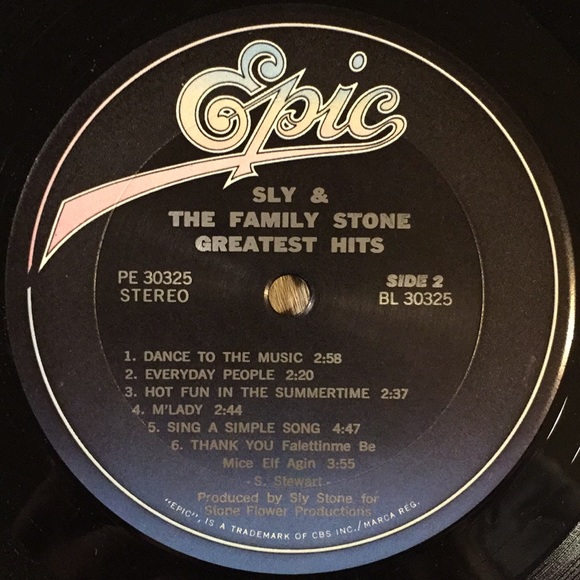 Epic
SLY &
THE FAMILY STONE
GREATEST HITS
PE 30325
STEREO
SIDE 2
BL 30325
1. DANCE TO THE MUSIC 2:58
2. EVERYDAY PEOPLE 2:20
3. HOT FUN IN THE SUMMERTIME 2:37
4. M'LADY 2:44
5. SING A SIMPLE SONG 4:47
6. THANK YOU Falettinme Be
Mice Elf Agin 3:55
- S. Stewart -
Produced by Sly Stone for
Stone Flower Productions
"EPIC", IS A TRADEMARK OF CBS INC./MARCA REG.